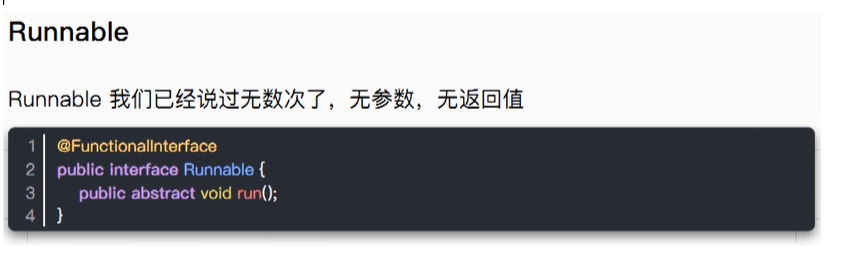 Runnable
Runnable 我们已经说过无数次了，无参数，无返回值
1 @FunctionalInterface
2 public interface Runnable {
3 public abstract void run();
4 }